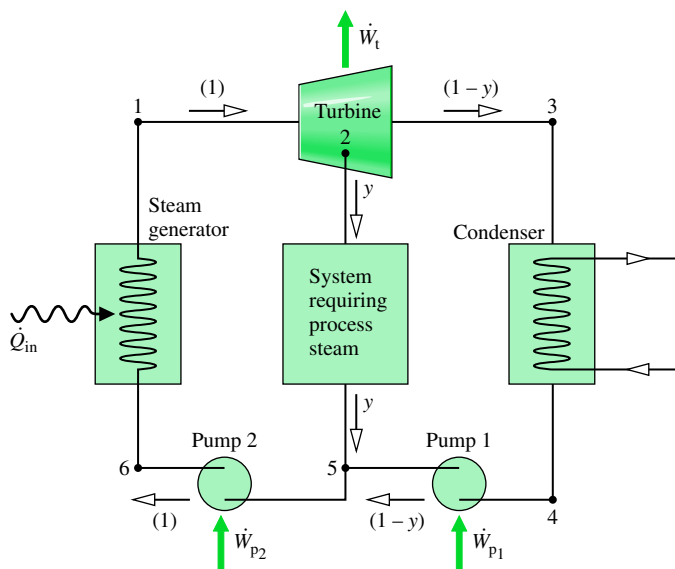 Ẇt
(1)
(1 – y)
1
3
Turbine
2
y
Steam
generator
Condenser
System
requiring
process
steam
Q̇in
y
Pump 2
Pump 1
6
5
(1)
(1 – y)
4
Ẇp2
Ẇp1